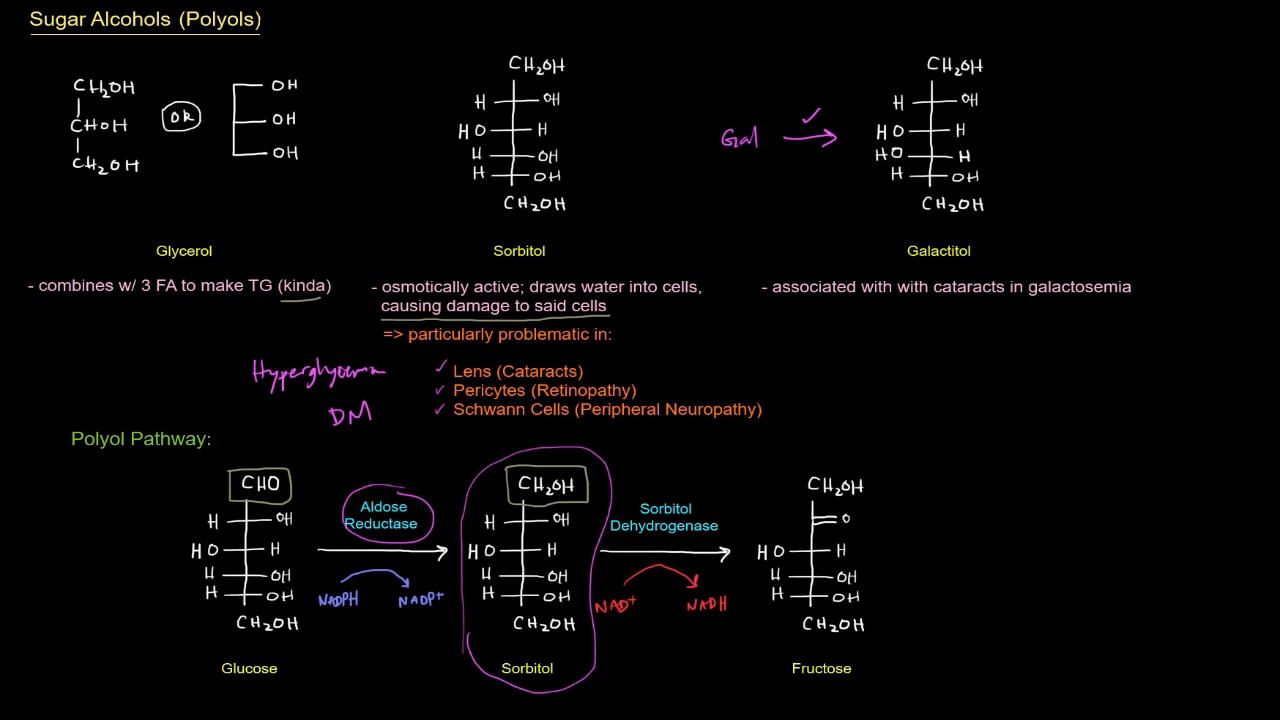 Sugar Alcohols (Polyols)
CH2OH
CHOH
CH2OH
OR
OH
OH
OH
Glycerol
- combines w/ 3 FA to make TG (kinda)
CH2OH
H OH
HO H
H OH
H OH
CH2OH
Sorbitol
- osmotically active; draws water into cells,
causing damage to said cells
=> particularly problematic in:
Hyperglycemia
DM
✓ Lens (Cataracts)
✓ Pericytes (Retinopathy)
✓ Schwann Cells (Peripheral Neuropathy)
Gal
CH2OH
H OH
HO H
HO H
H OH
CH2OH
Galactitol
- associated with with cataracts in galactosemia
Polyol Pathway:
CHO
H OH
HO H
H OH
H OH
CH2OH
Glucose
Aldose
Reductase
NADPH NADP+
CH2OH
H OH
HO H
H OH
H OH
CH2OH
Sorbitol
Sorbitol
Dehydrogenase
NAD+ NADH
CH2OH
O
HO H
H OH
H OH
CH2OH
Fructose